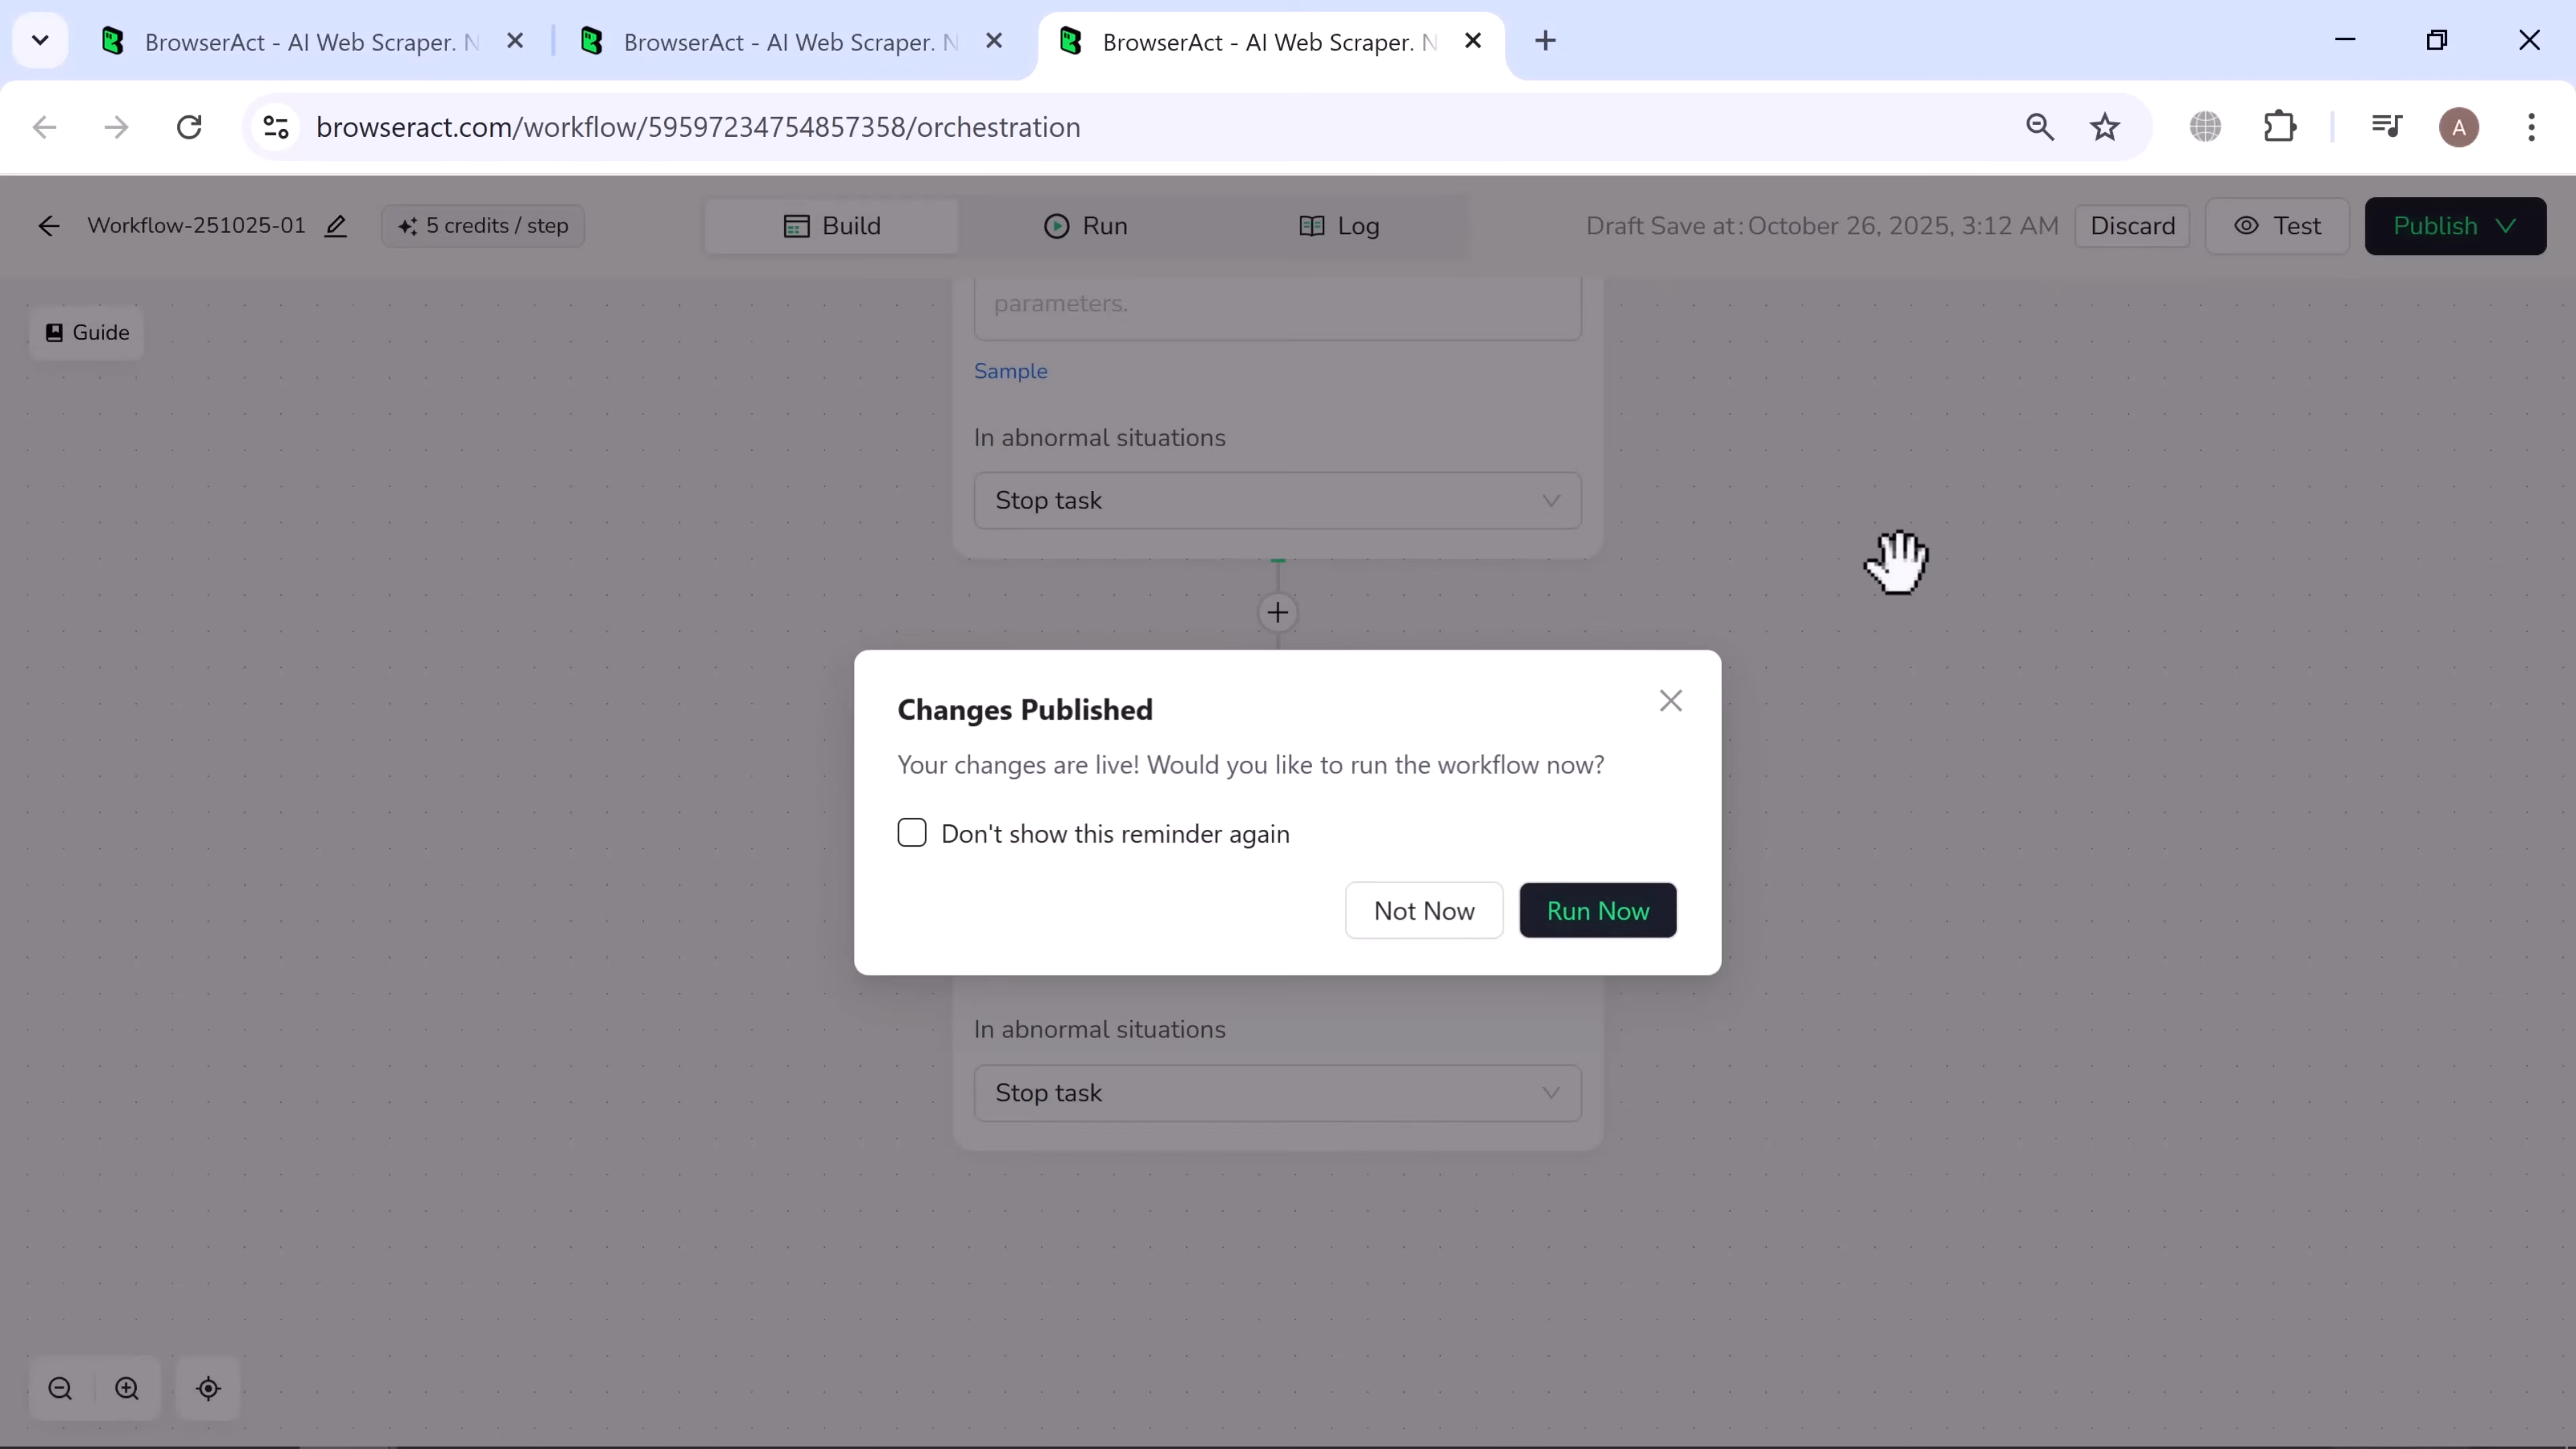 BrowserAct - AI Web Scraper. N
BrowserAct - AI Web Scraper. N
BrowserAct - AI Web Scraper. N
browseract.com/workflow/59597234754857358/orchestration
A
Workflow-251025-01
5 credits / step
Build
Run
Log
Draft Save at: October 26, 2025, 3:12 AM
Discard
Test
Publish
Guide
parameters.
Sample
In abnormal situations
Stop task
Changes Published
Your changes are live! Would you like to run the workflow now?
Don't show this reminder again
Not Now
Run Now
In abnormal situations
Stop task